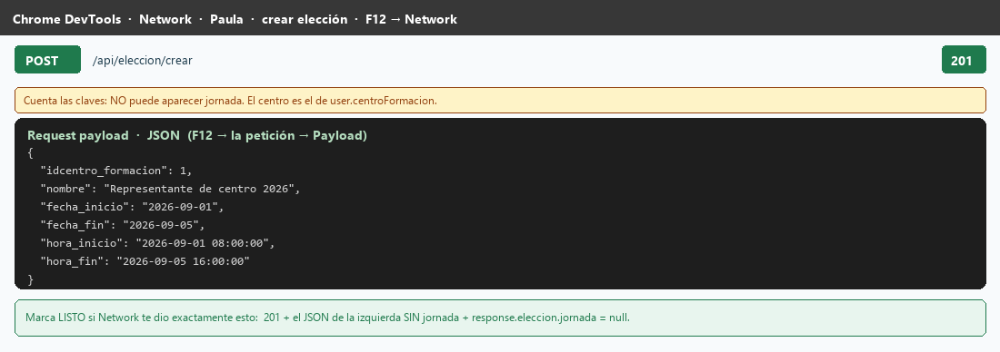 Chrome DevTools · Network · Paula · crear elección · F12 → Network
POST /api/eleccion/crear 201
Cuenta las claves: NO puede aparecer jornada. El centro es el de user.centroFormacion.
Request payload · JSON (F12 → la petición → Payload)
{
  "idcentro_formacion": 1,
  "nombre": "Representante de centro 2026",
  "fecha_inicio": "2026-09-01",
  "fecha_fin": "2026-09-05",
  "hora_inicio": "2026-09-01 08:00:00",
  "hora_fin": "2026-09-05 16:00:00"
}
Marca LISTO si Network te dio exactamente esto: 201 + el JSON de la izquierda SIN jornada + response.eleccion.jornada = null.